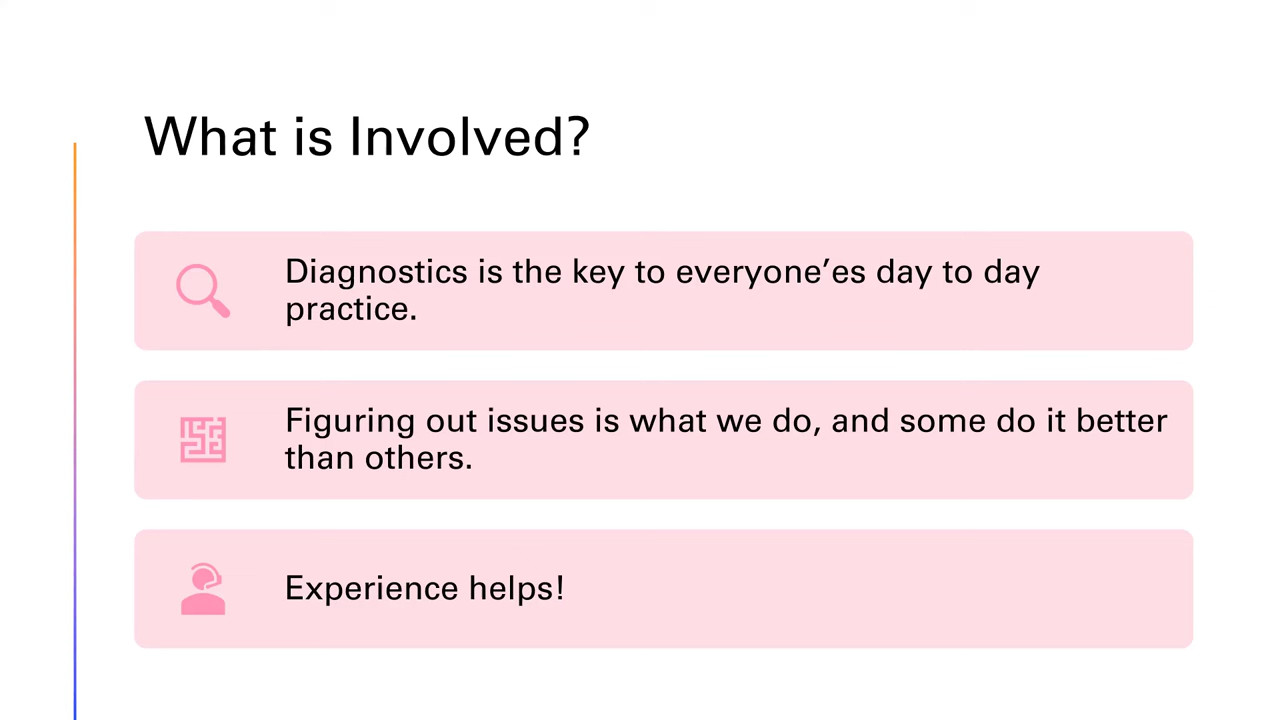 What is Involved?
Diagnostics is the key to everyone’es day to day
practice.
Figuring out issues is what we do, and some do it better
than others.
Experience helps!